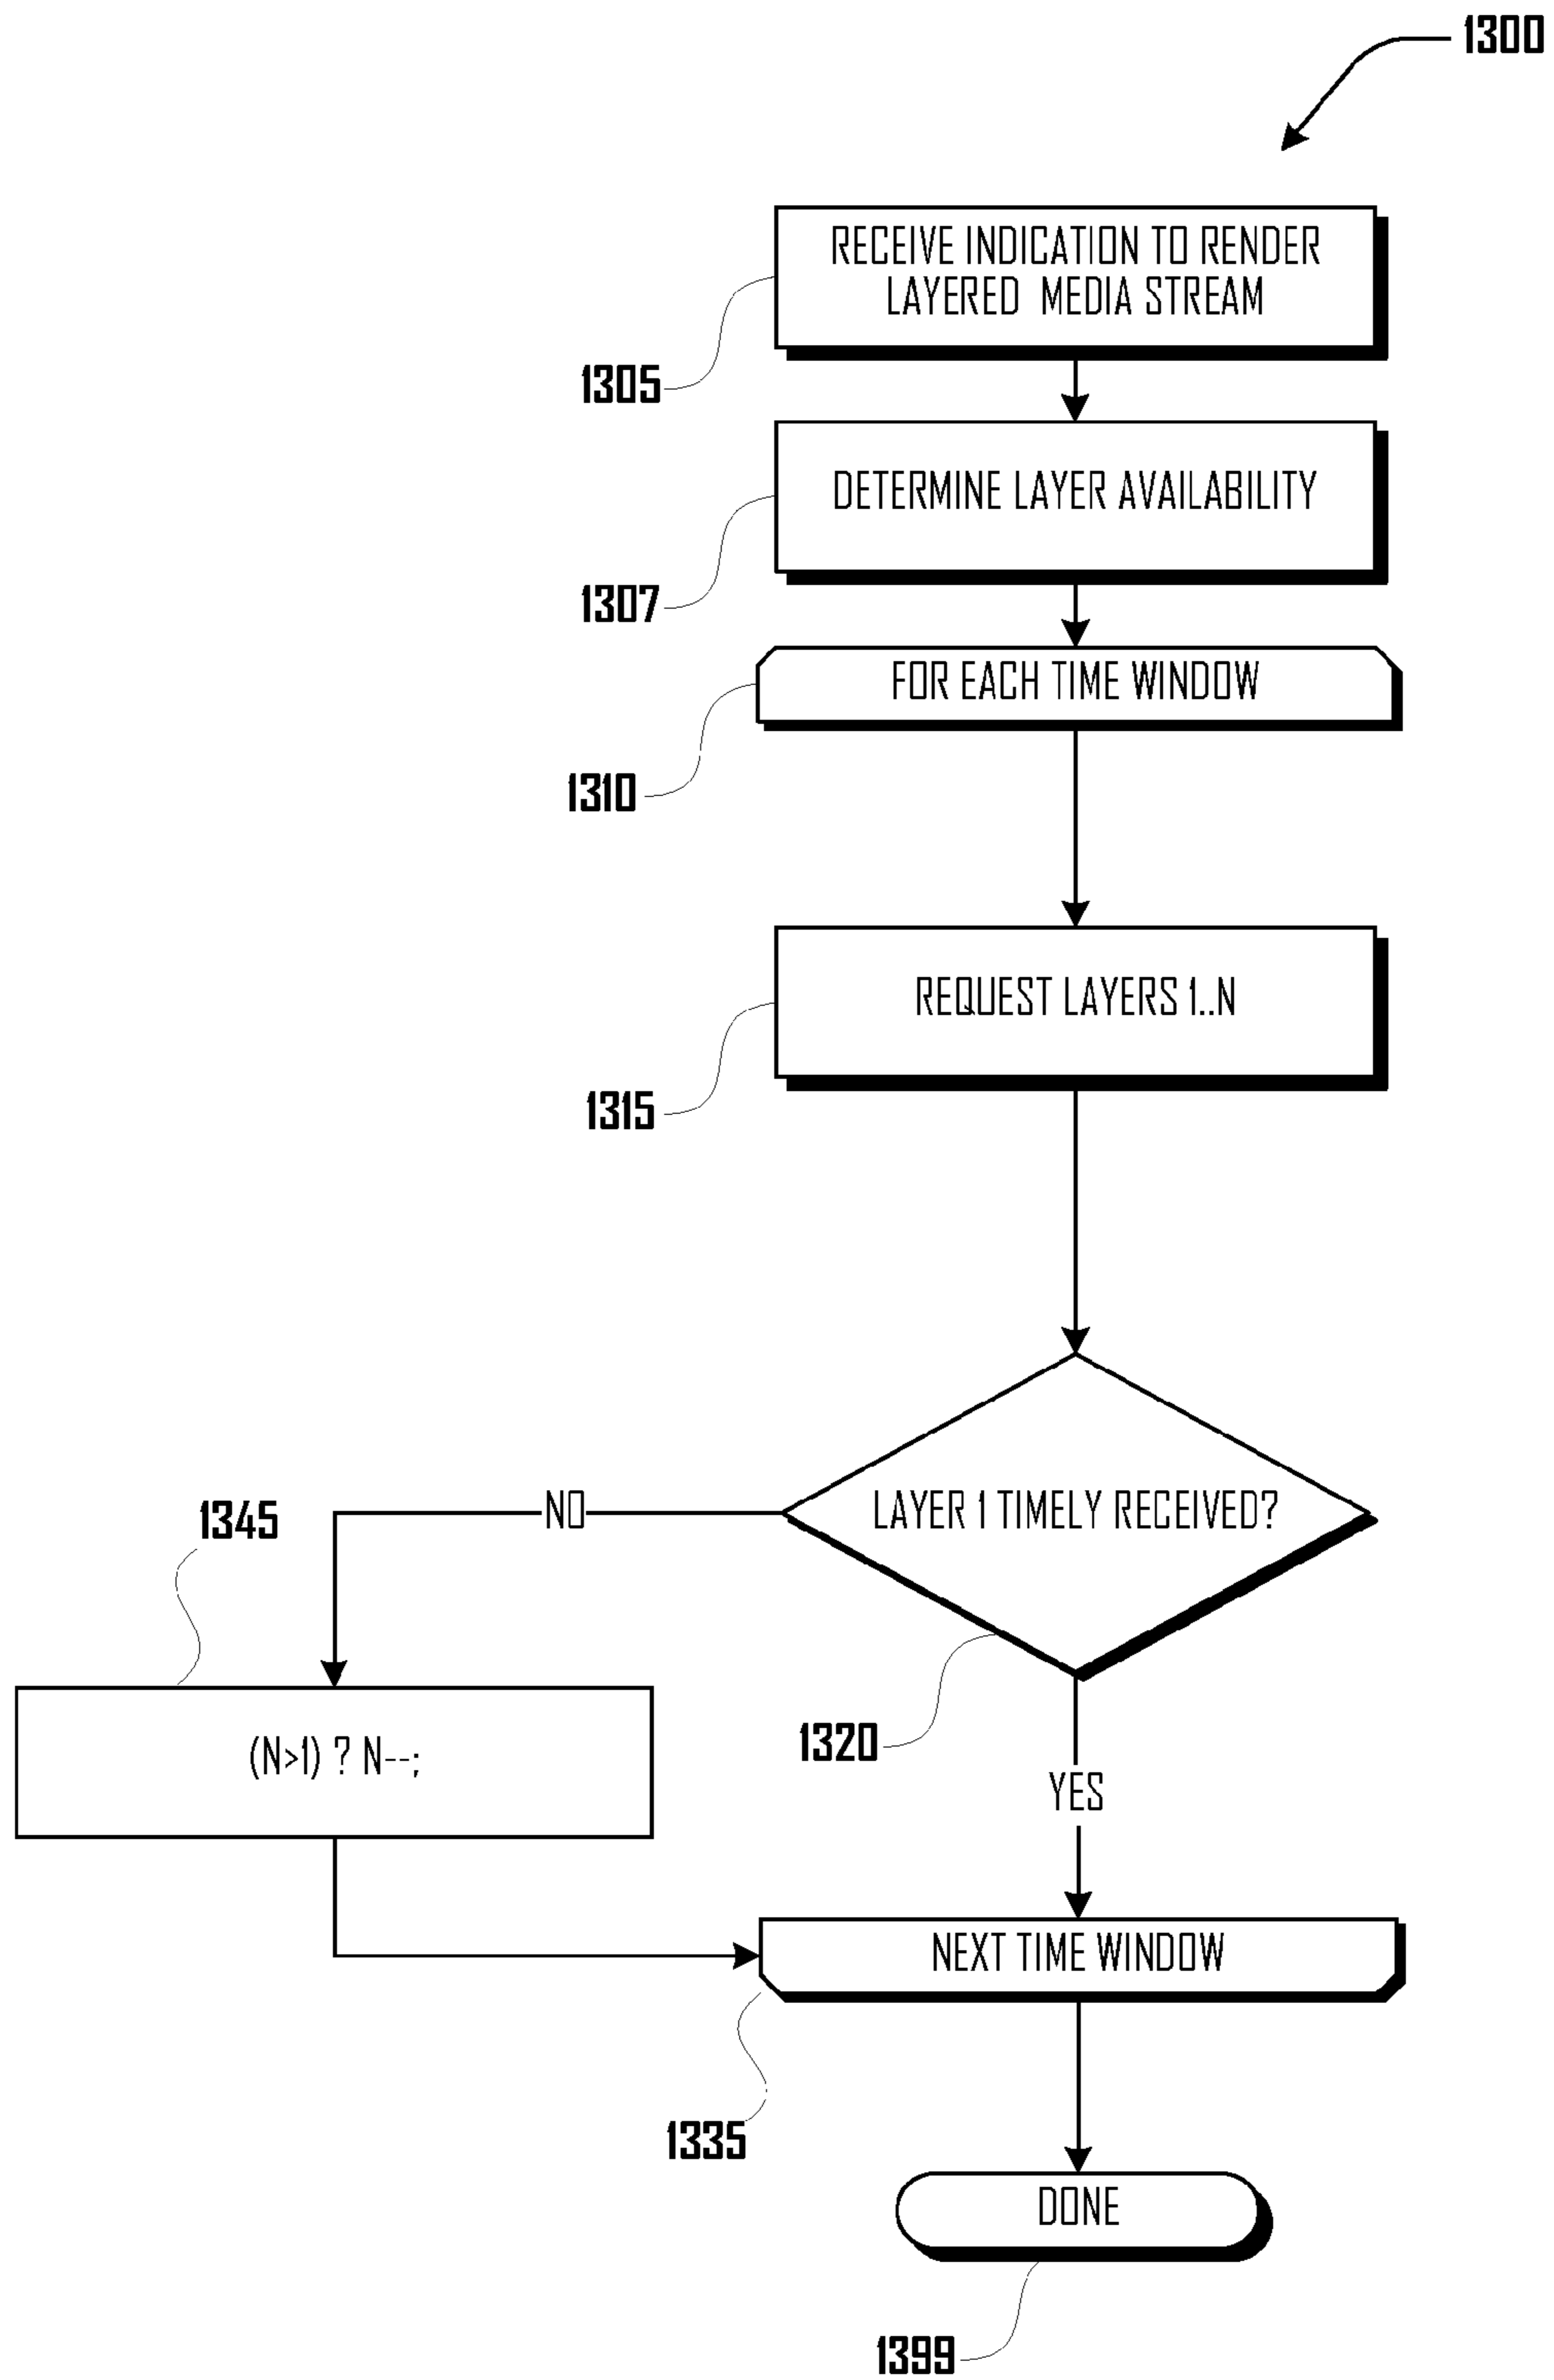 1300
RECEIVE INDICATION TO RENDER
LAYERED MEDIA STREAM
1305
DETERMINE LAYER AVAILABILITY
1307
FOR EACH TIME WINDOW
1310
REQUEST LAYERS 1..N
1315
LAYER 1 TIMELY RECEIVED?
NO
1345
1320
(N>1) ? N--;
YES
NEXT TIME WINDOW
1335
DONE
1399